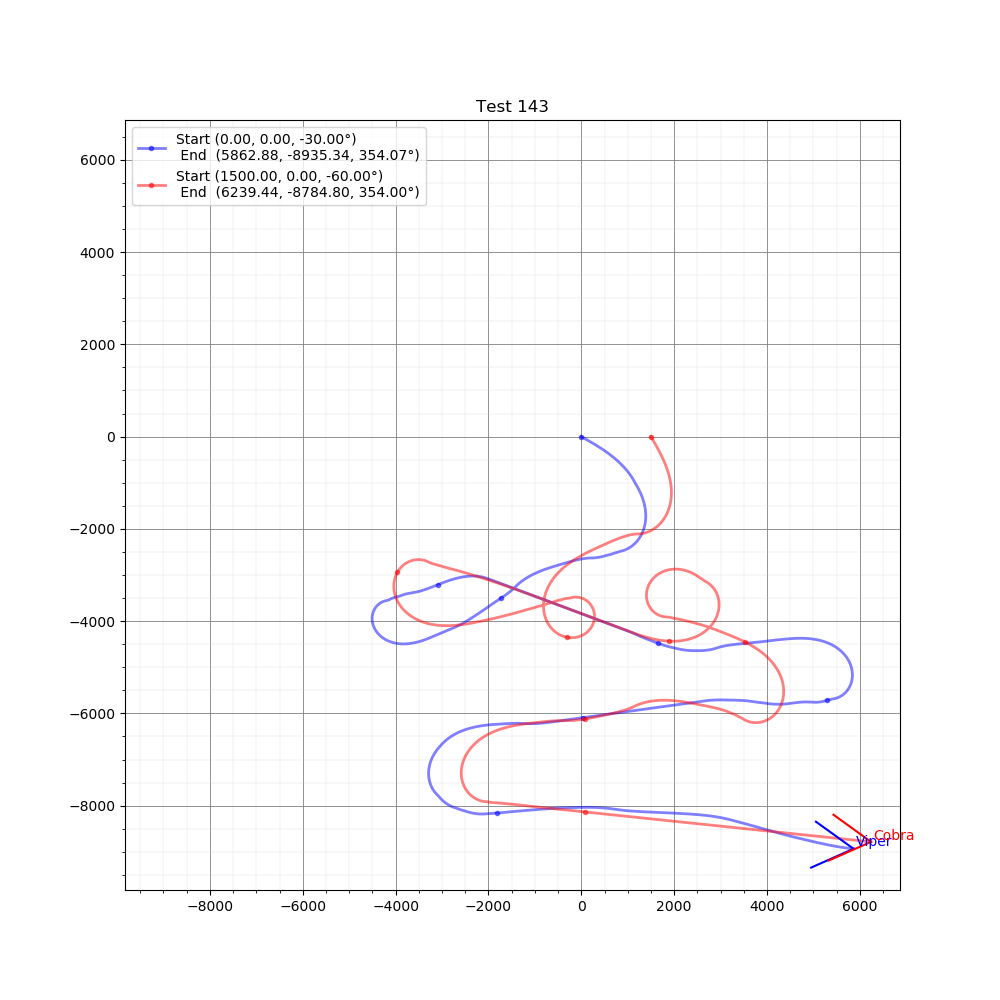 Test 143
Start (0.00, 0.00, -30.00°)
End (5862.88, -8935.34, 354.07°)
Start (1500.00, 0.00, -60.00°)
End (6239.44, -8784.80, 354.00°)
6000
4000
2000
0
−2000
−4000
−6000
−8000
Cobra
Viper
−8000 −6000 −4000 −2000 0 2000 4000 6000